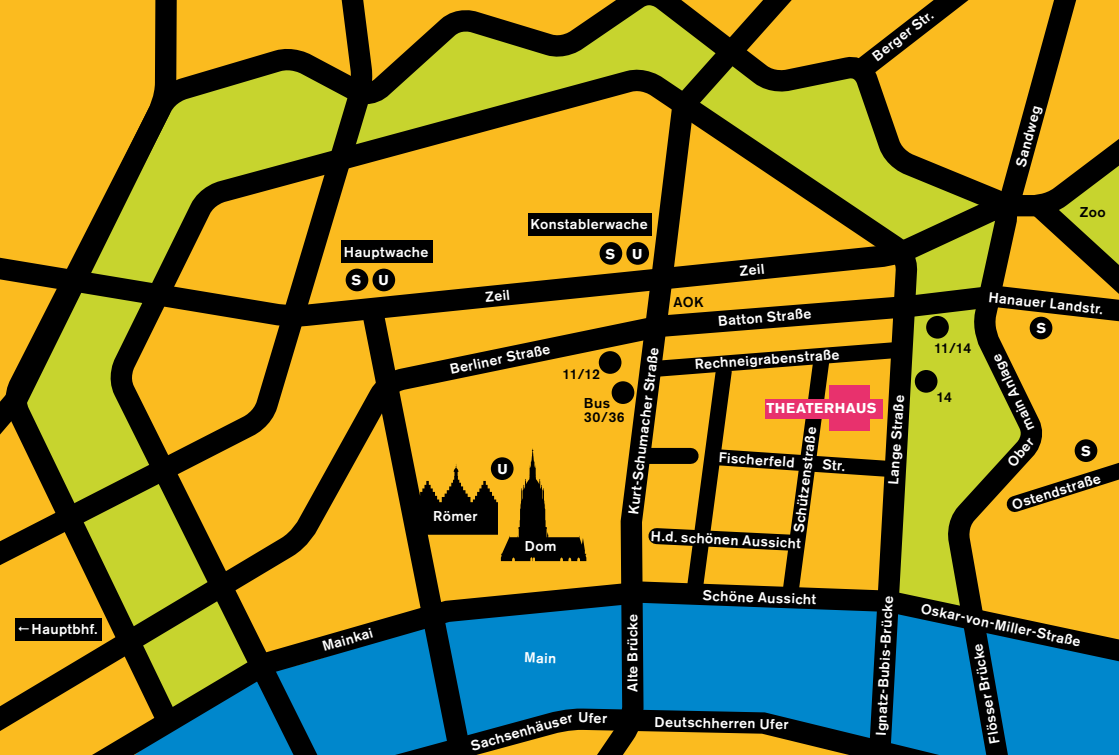 Berger Str.
Sandweg
Zoo
Konstablerwache
S U
Hauptwache
S U
Zeil
Zeil
AOK
Batton Straße
Hanauer Landstr.
S
11/14
Berliner Straße
11/12
Bus
30/36
Kurt-Schumacher Straße
Rechneigrabenstraße
THEATERHAUS
14
Lange Straße
Ober main Anlage
S
Ostendstraße
Fischerfeld Str.
Schützenstraße
H.d. schönen Aussicht
U
Römer
Dom
Schöne Aussicht
Oskar-von-Miller-Straße
←Hauptbhf.
Mainkai
Main
Alte Brücke
Ignatz-Bubis-Brücke
Flösser Brücke
Sachsenhäuser Ufer
Deutschherren Ufer